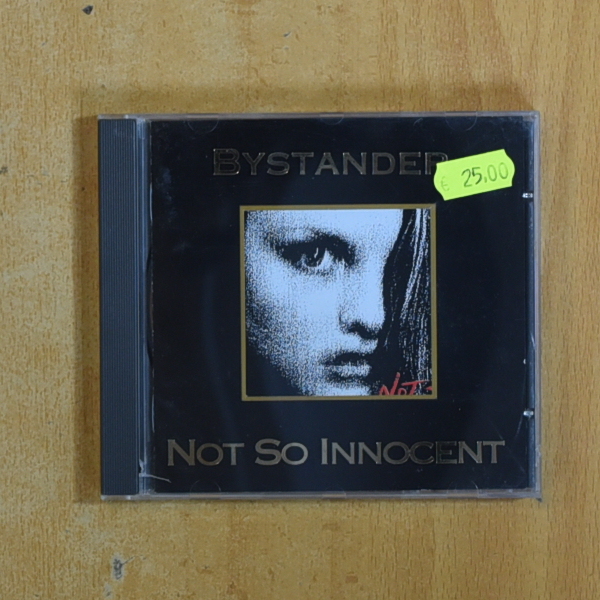 BYSTANDER
€ 25,00
NOT
NOT SO INNOCENT